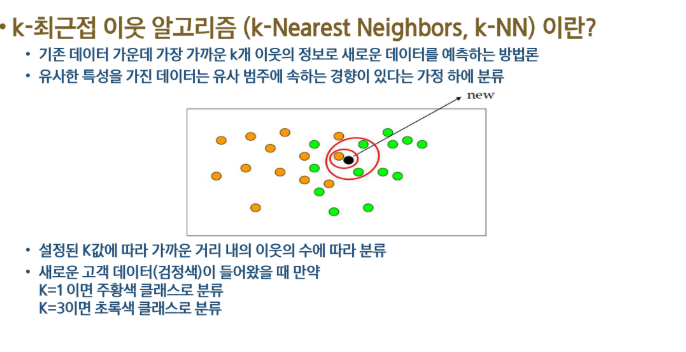 • k-최근접 이웃 알고리즘 (k-Nearest Neighbors, k-NN) 이란?
• 기존 데이터 가운데 가장 가까운 k개 이웃의 정보로 새로운 데이터를 예측하는 방법론
• 유사한 특성을 가진 데이터는 유사 범주에 속하는 경향이 있다는 가정 하에 분류
new
• 설정된 K값에 따라 가까운 거리 내의 이웃의 수에 따라 분류
• 새로운 고객 데이터(검정색)이 들어왔을 때 만약
K=1 이면 주황색 클래스로 분류
K=3이면 초록색 클래스로 분류